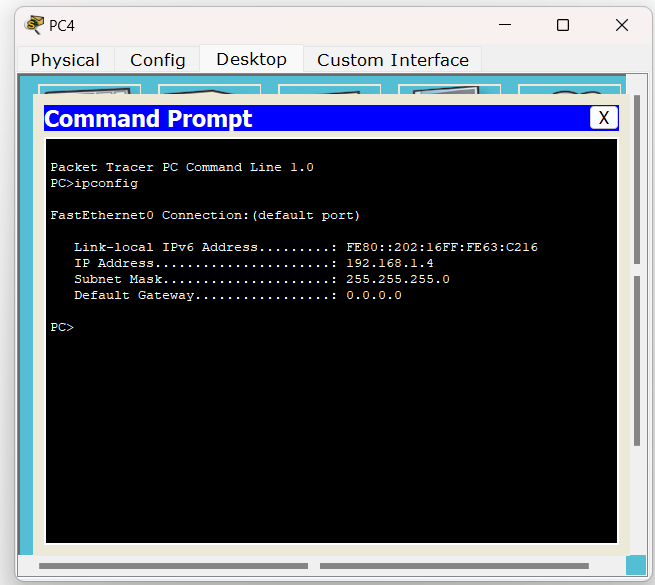 PC4
Physical Config Desktop Custom Interface
Command Prompt X
Packet Tracer PC Command Line 1.0
PC>ipconfig
FastEthernet0 Connection:(default port)
Link-local IPv6 Address.........: FE80::202:16FF:FE63:C216
IP Address......................: 192.168.1.4
Subnet Mask.....................: 255.255.255.0
Default Gateway.................: 0.0.0.0
PC>